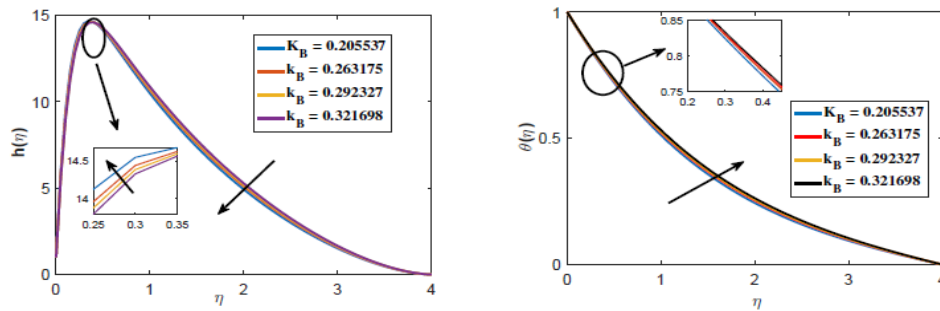 15
10
5
0
h(η)
K_B = 0.205537
k_B = 0.263175
k_B = 0.292327
k_B = 0.321698
14.5
14
0.25 0.3 0.35
0 1 2 3 4
η
1
0.5
0
θ(η)
0.85
0.8
0.75
0.2 0.3 0.4
K_B = 0.205537
k_B = 0.263175
k_B = 0.292327
k_B = 0.321698
0 1 2 3 4
η